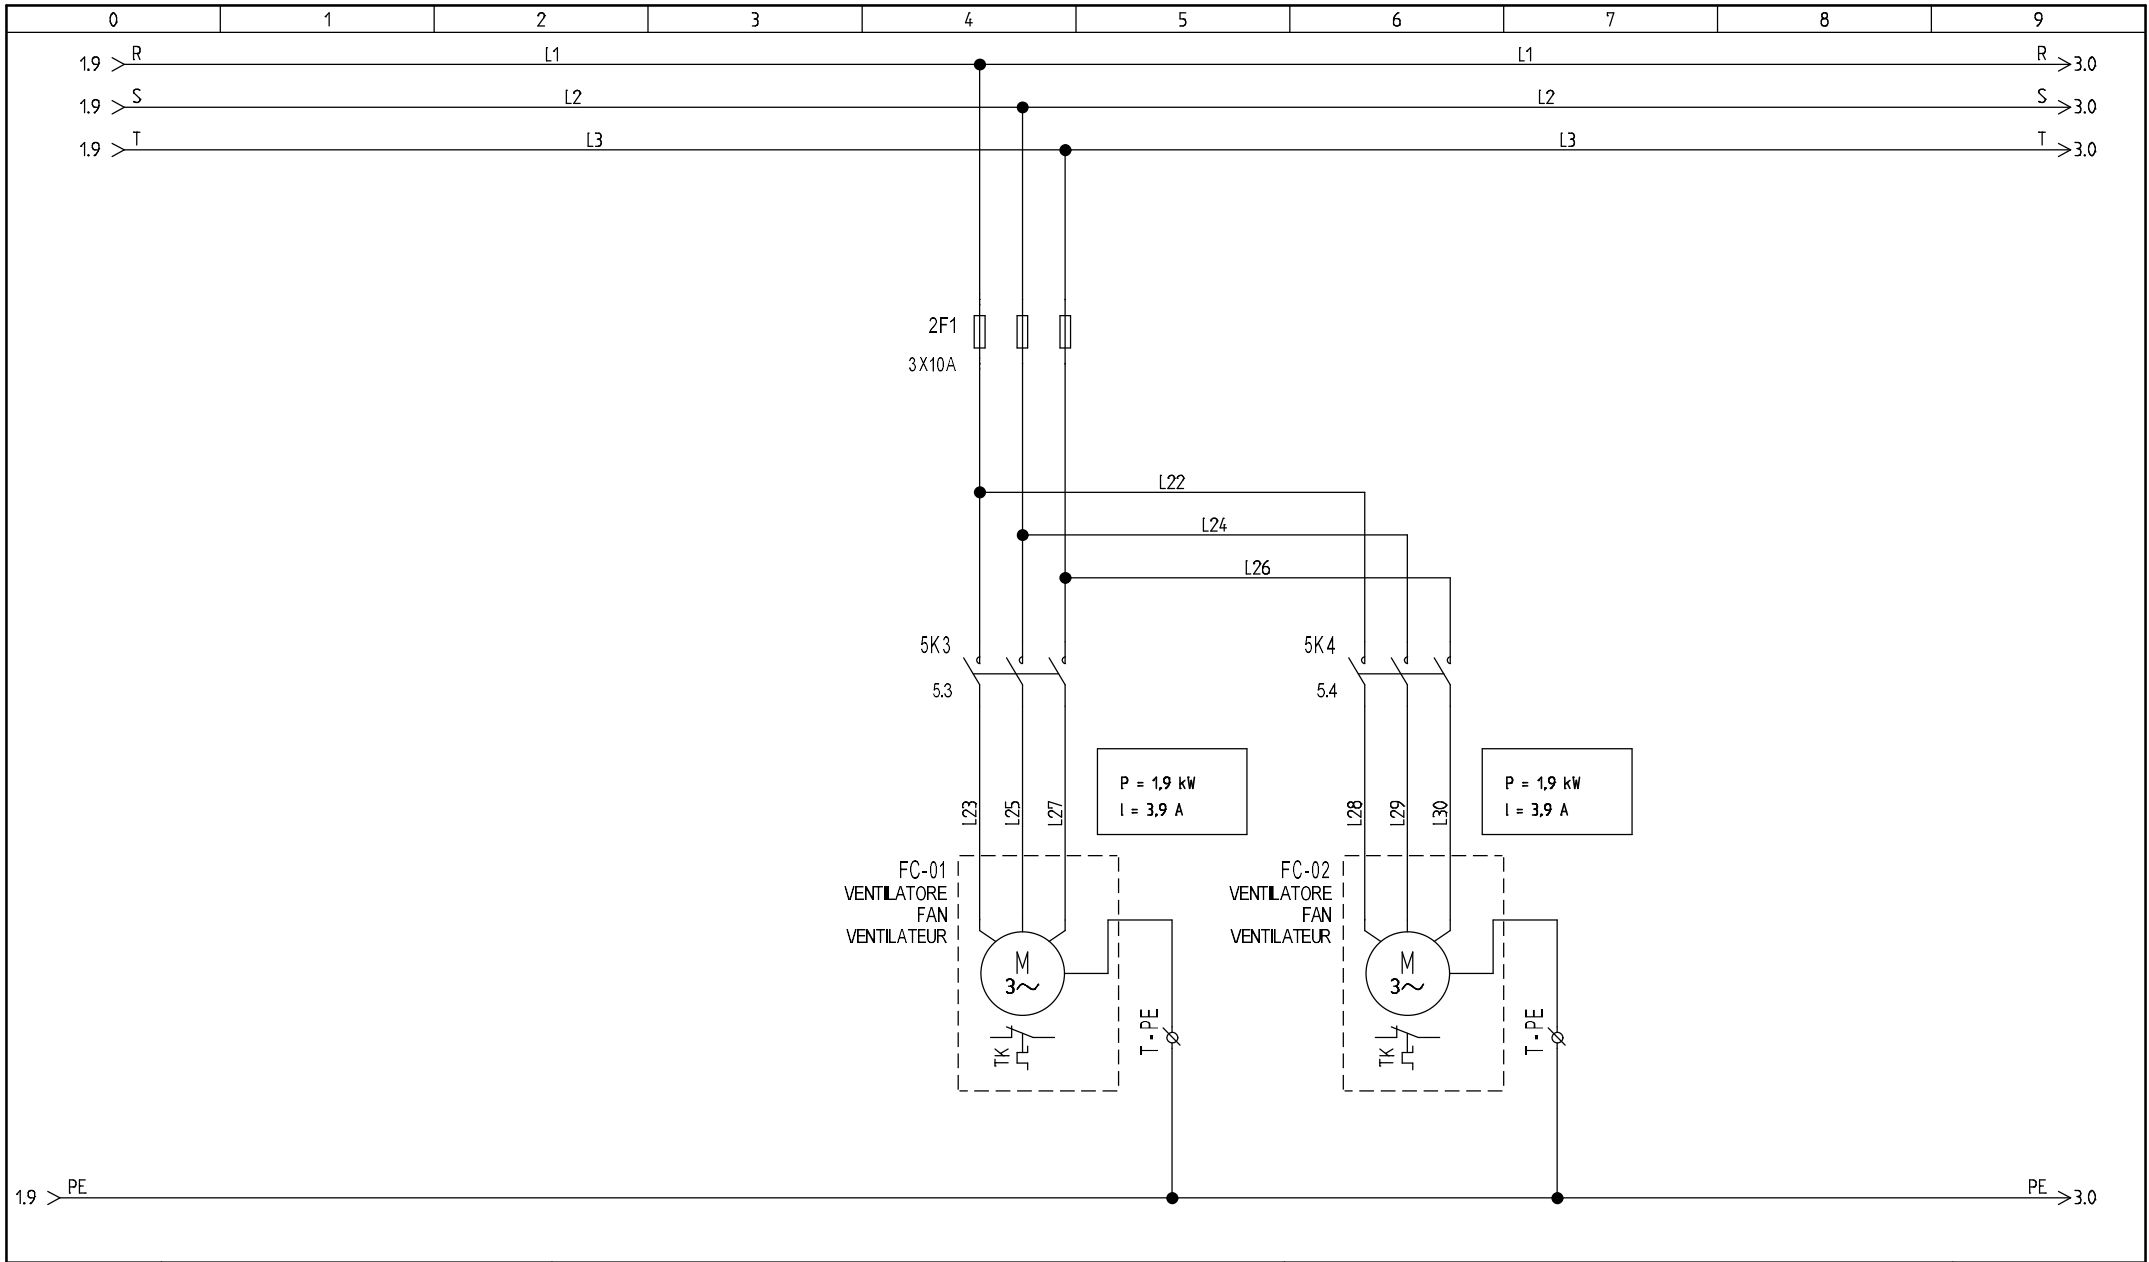 0 1 2 3 4 5 6 7 8 9
1.9 R L1 L1 R 3.0
1.9 S L2 L2 S 3.0
1.9 T L3 L3 T 3.0
2F1
3X10A
L22
L24
L26
5K3 5K4
5.3 5.4
P = 1,9 kW P = 1,9 kW
I = 3,9 A I = 3,9 A
L23 L25 L27 L28 L29 L30
FC-01 FC-02
VENTILATORE VENTILATORE
FAN FAN
VENTILATEUR VENTILATEUR
M M
3~ 3~
TK T - PE TK T - PE
1.9 PE PE 3.0